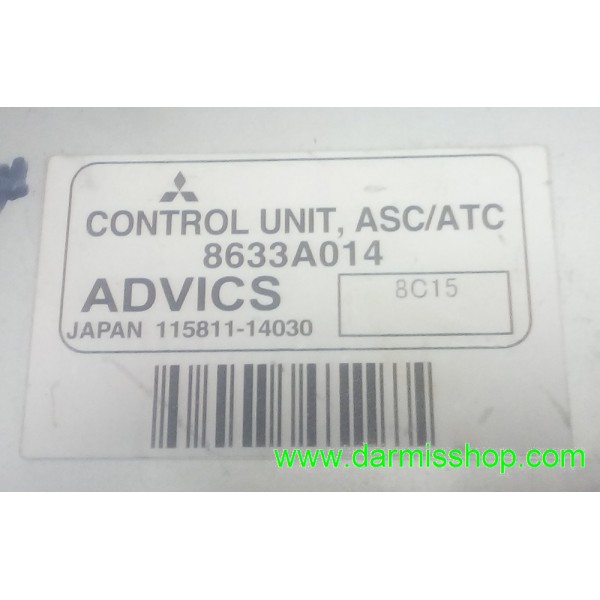 CONTROL UNIT, ASC/ATC
8633A014
ADVICS
8C15
JAPAN 115811-14030
www.darmisshop.com